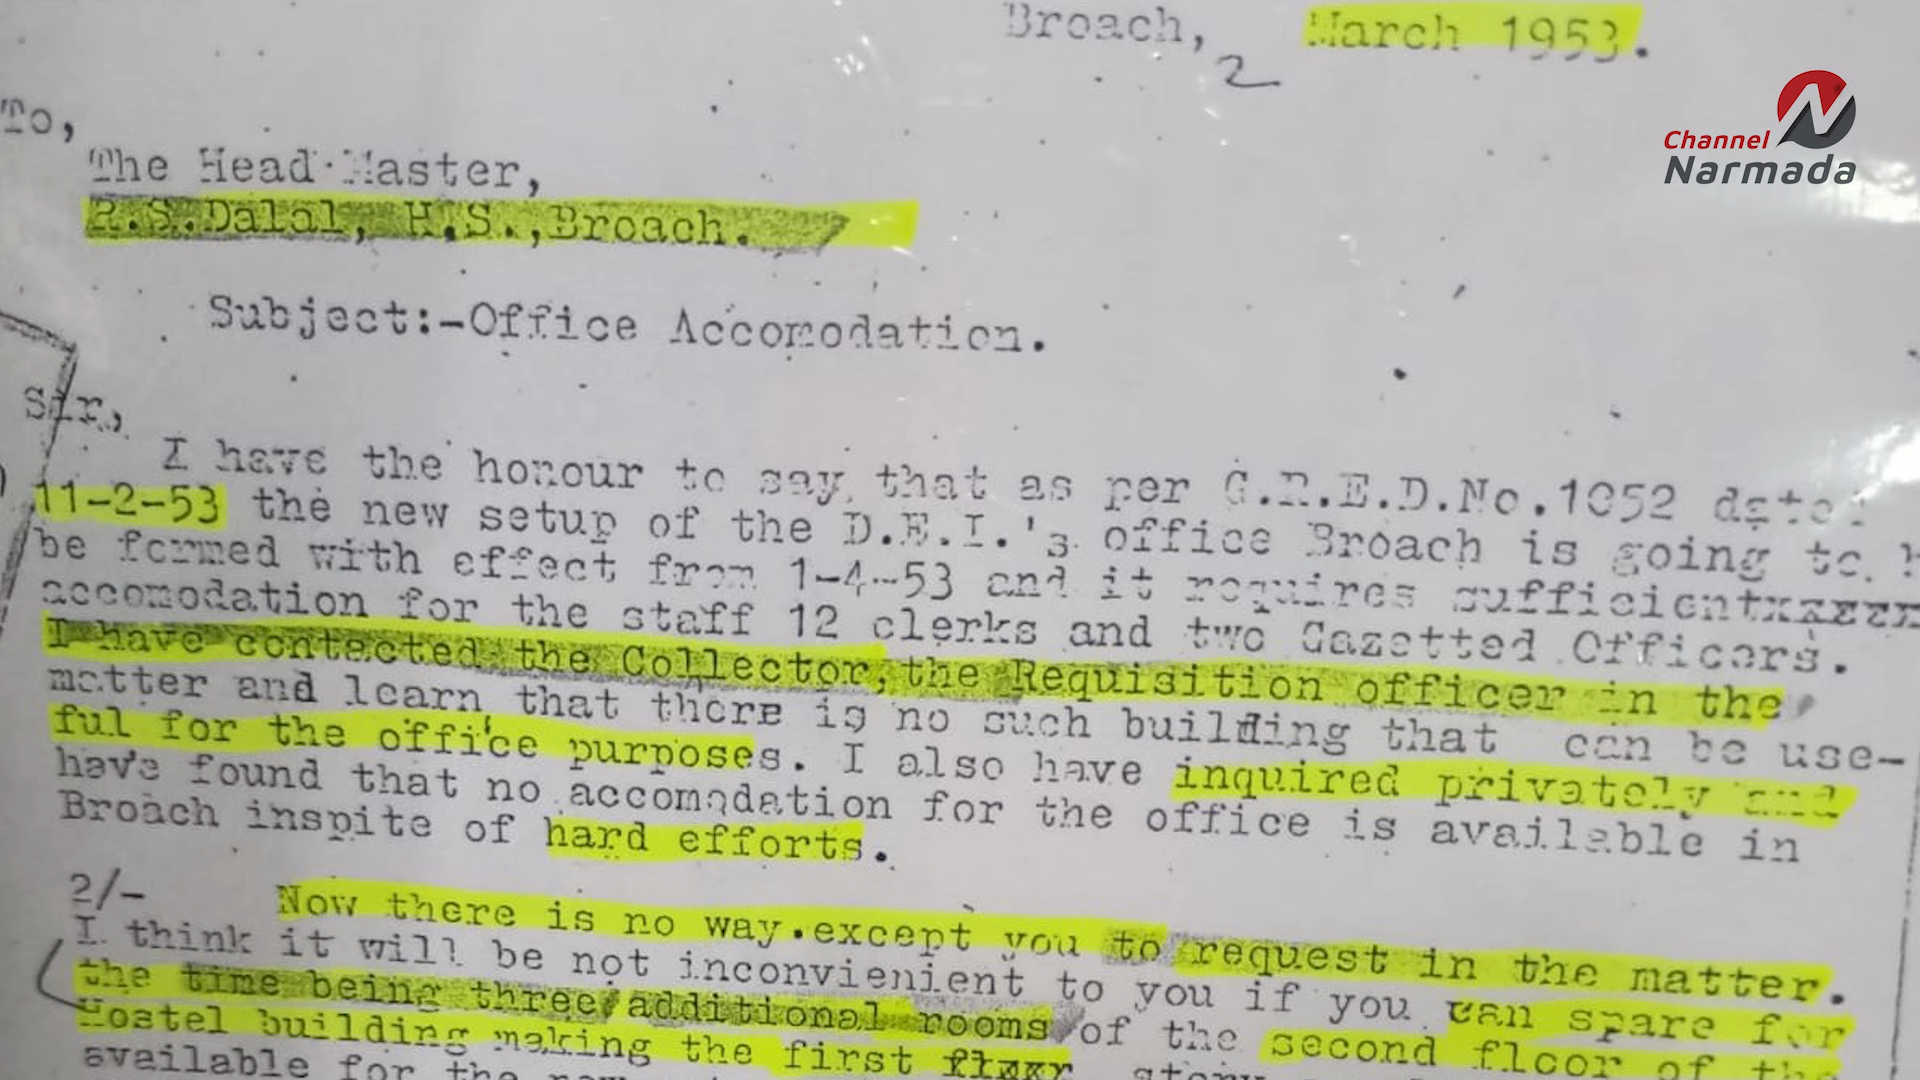 Broach, 2 March 1953.
Channel
Narmada
To,
The Head Master,
R.S.Dalal, H.S.,Broach.
Subject:-Office Accomodation.
Sir,
I have the honour to say that as per G.R.E.D.No.1052 dated
11-2-53 the new setup of the D.E.I.'s office Broach is going to
be formed with effect from 1-4-53 and it requires sufficient
accomodation for the staff 12 clerks and two Gazetted Officers.
I have contacted the Collector, the Requisition officer in the
matter and learn that there is no such building that can be use-
ful for the office purposes. I also have inquired privately and
have found that no accomodation for the office is available in
Broach inspite of hard efforts.
2/- Now there is no way except you to request in the matter.
I think it will be not inconvienient to you if you can spare for
the time being three additional rooms of the second floor of the
Hostel building making the first story
available for the